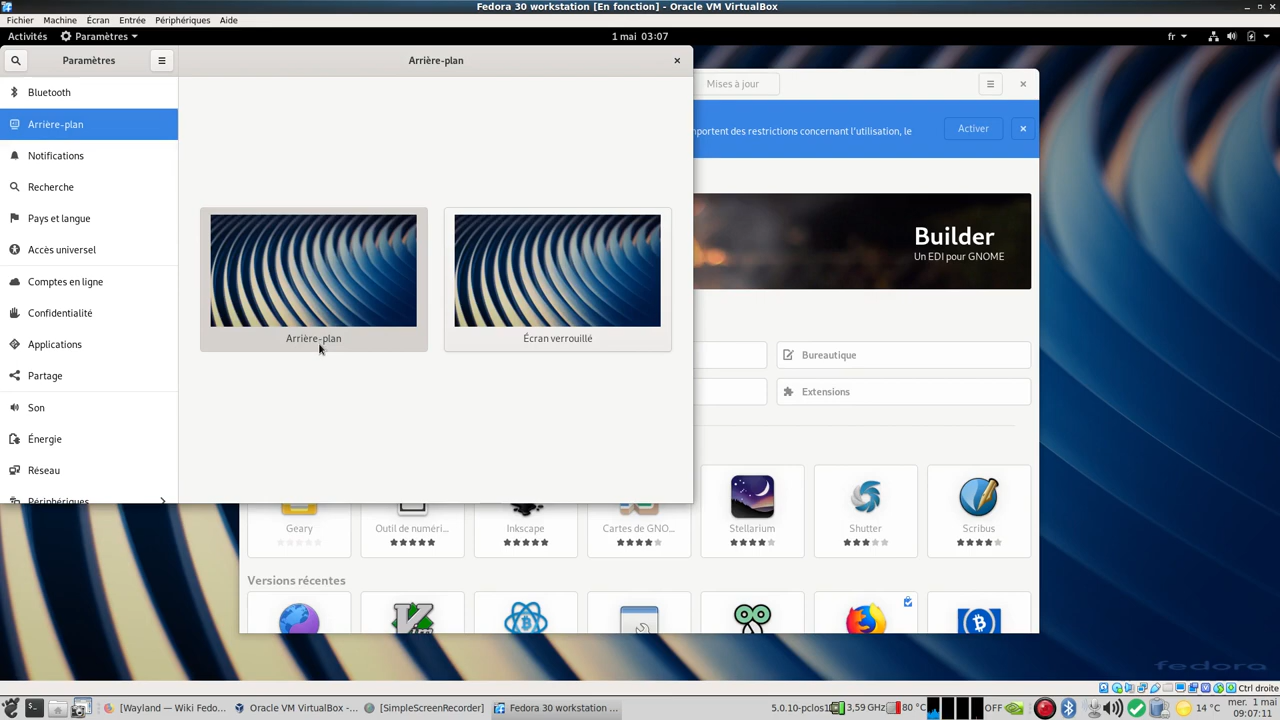 Fedora 30 workstation [En fonction] - Oracle VM VirtualBox
Fichier Machine Écran Entrée Périphériques Aide
Activités Paramètres 1 mai 03:07 fr
Paramètres Arrière-plan
Mises à jour
Bluetooth
Arrière-plan
Notifications
Recherche
Pays et langue
Accès universel
Comptes en ligne
Confidentialité
Applications
Partage
Son
Énergie
Réseau
Périphériques
Arrière-plan
Écran verrouillé
mportent des restrictions concernant l'utilisation, le
Activer
Builder
Un EDI pour GNOME
Bureautique
Extensions
Geary
Outil de numéri…
Inkscape
Cartes de GNO…
Stellarium
Shutter
Scribus
Versions récentes
fedora
Ctrl droite
[Wayland — Wiki Fedo…
Oracle VM VirtualBox -…
[SimpleScreenRecorder]
Fedora 30 workstation …
5.0.10-pclos1
3,59 GHz
80 °C
OFF
14 °C
mer. 1 mai
09:07:11